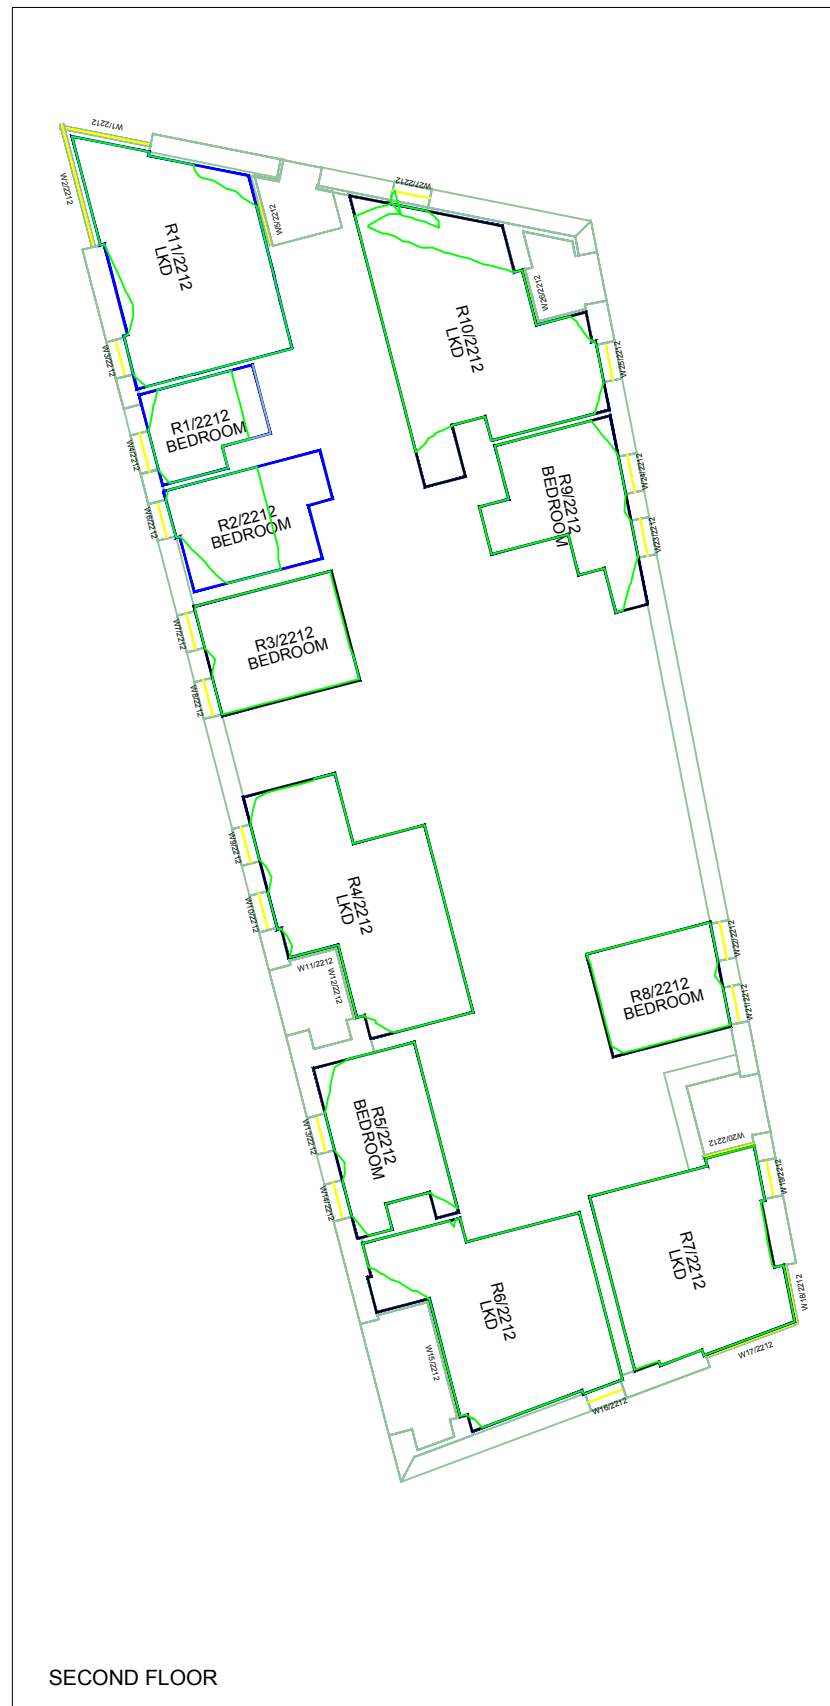 W1/2212
W2/2212
W27/2212
W5/2212
R11/2212
LKD
W26/2212
R10/2212
LKD
W3/2212
W25/2212
R1/2212
BEDROOM
W4/2212
W24/2212
R9/2212
BEDROOM
W6/2212
R2/2212
BEDROOM
W23/2212
W7/2212
R3/2212
BEDROOM
W8/2212
W9/2212
R4/2212
LKD
W10/2212
W11/2212
W12/2212
W22/2212
R8/2212
BEDROOM
W21/2212
W13/2212
R5/2212
BEDROOM
W14/2212
W20/2212
W19/2212
R7/2212
LKD
W18/2212
R6/2212
LKD
W15/2212
W17/2212
W16/2212
SECOND FLOOR